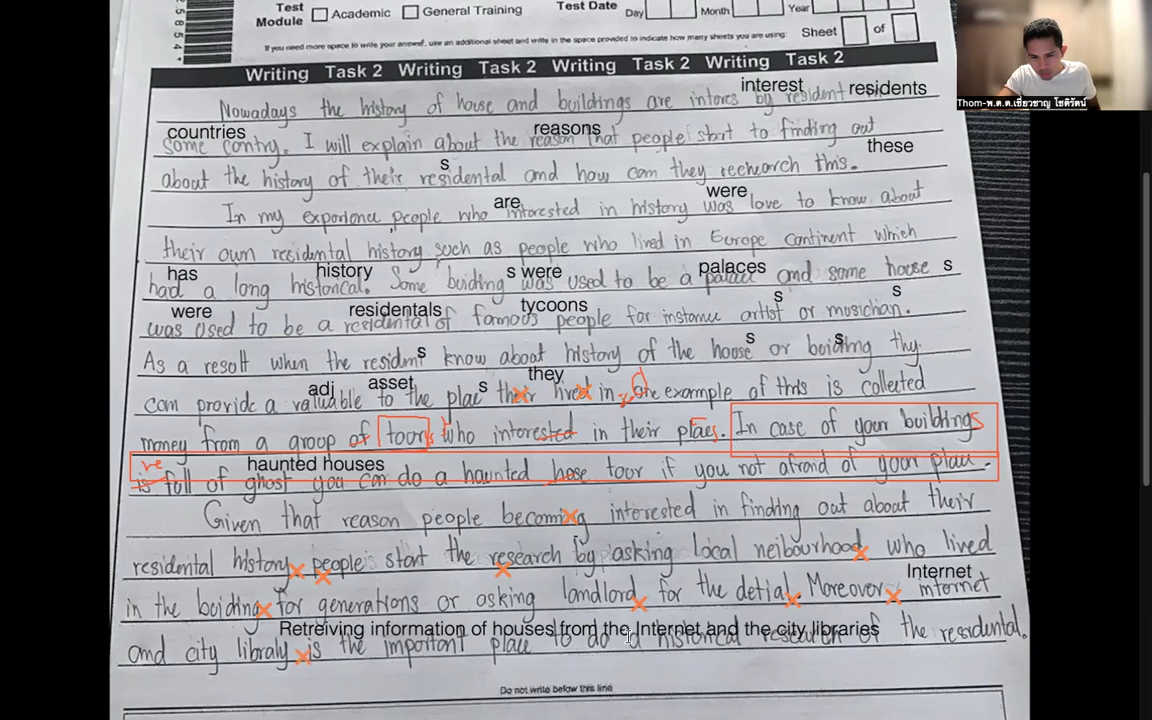 Test Module Academic General Training Test Date Day Month Year
If you need more space to write your answer, use an additional sheet and write in the space provided to indicate how many sheets you are using: Sheet of
Writing Task 2 Writing Task 2 Writing Task 2 Writing Task 2
Thom-พ.ต.ต.เชี่ยวชาญ โชติรัตน์
interest residents
Nowadays the history of house and buildings are inters by resident
countries reasons
some contry. I will explain about the reason that people start to finding out
s these
about the history of their residental and how can they rechearch this.
are were
In my experience, people who interested in history was love to know about
their own residental history such as people who lived in Europe continent which
has history s were palaces s
had a long historical. Some buiding was used to be a and some house
were residentals tycoons s s
was used to be a residental of famous people for instance artist or musichan.
s s s
As a result when the resident know about history of the house or buiding thy
adj asset s they
can provide a valuable to the plac their lived in. One example of this is collected
money from a group of tour who interested in their places. In case of your buildings
re haunted houses
is full of ghost you can do a haunted hose tour if you not afraid of your place.
Given that reason people becoming interested in finding out about their
residental history people start the research by asking local neibourhood who lived
Internet
in the buiding for generations or asking landlord for the detial. Moreover internet
Retreiving information of houses from the Internet and the city libraries
and city libraly is the important place to do a historical research of the residental.
Do not write below this line